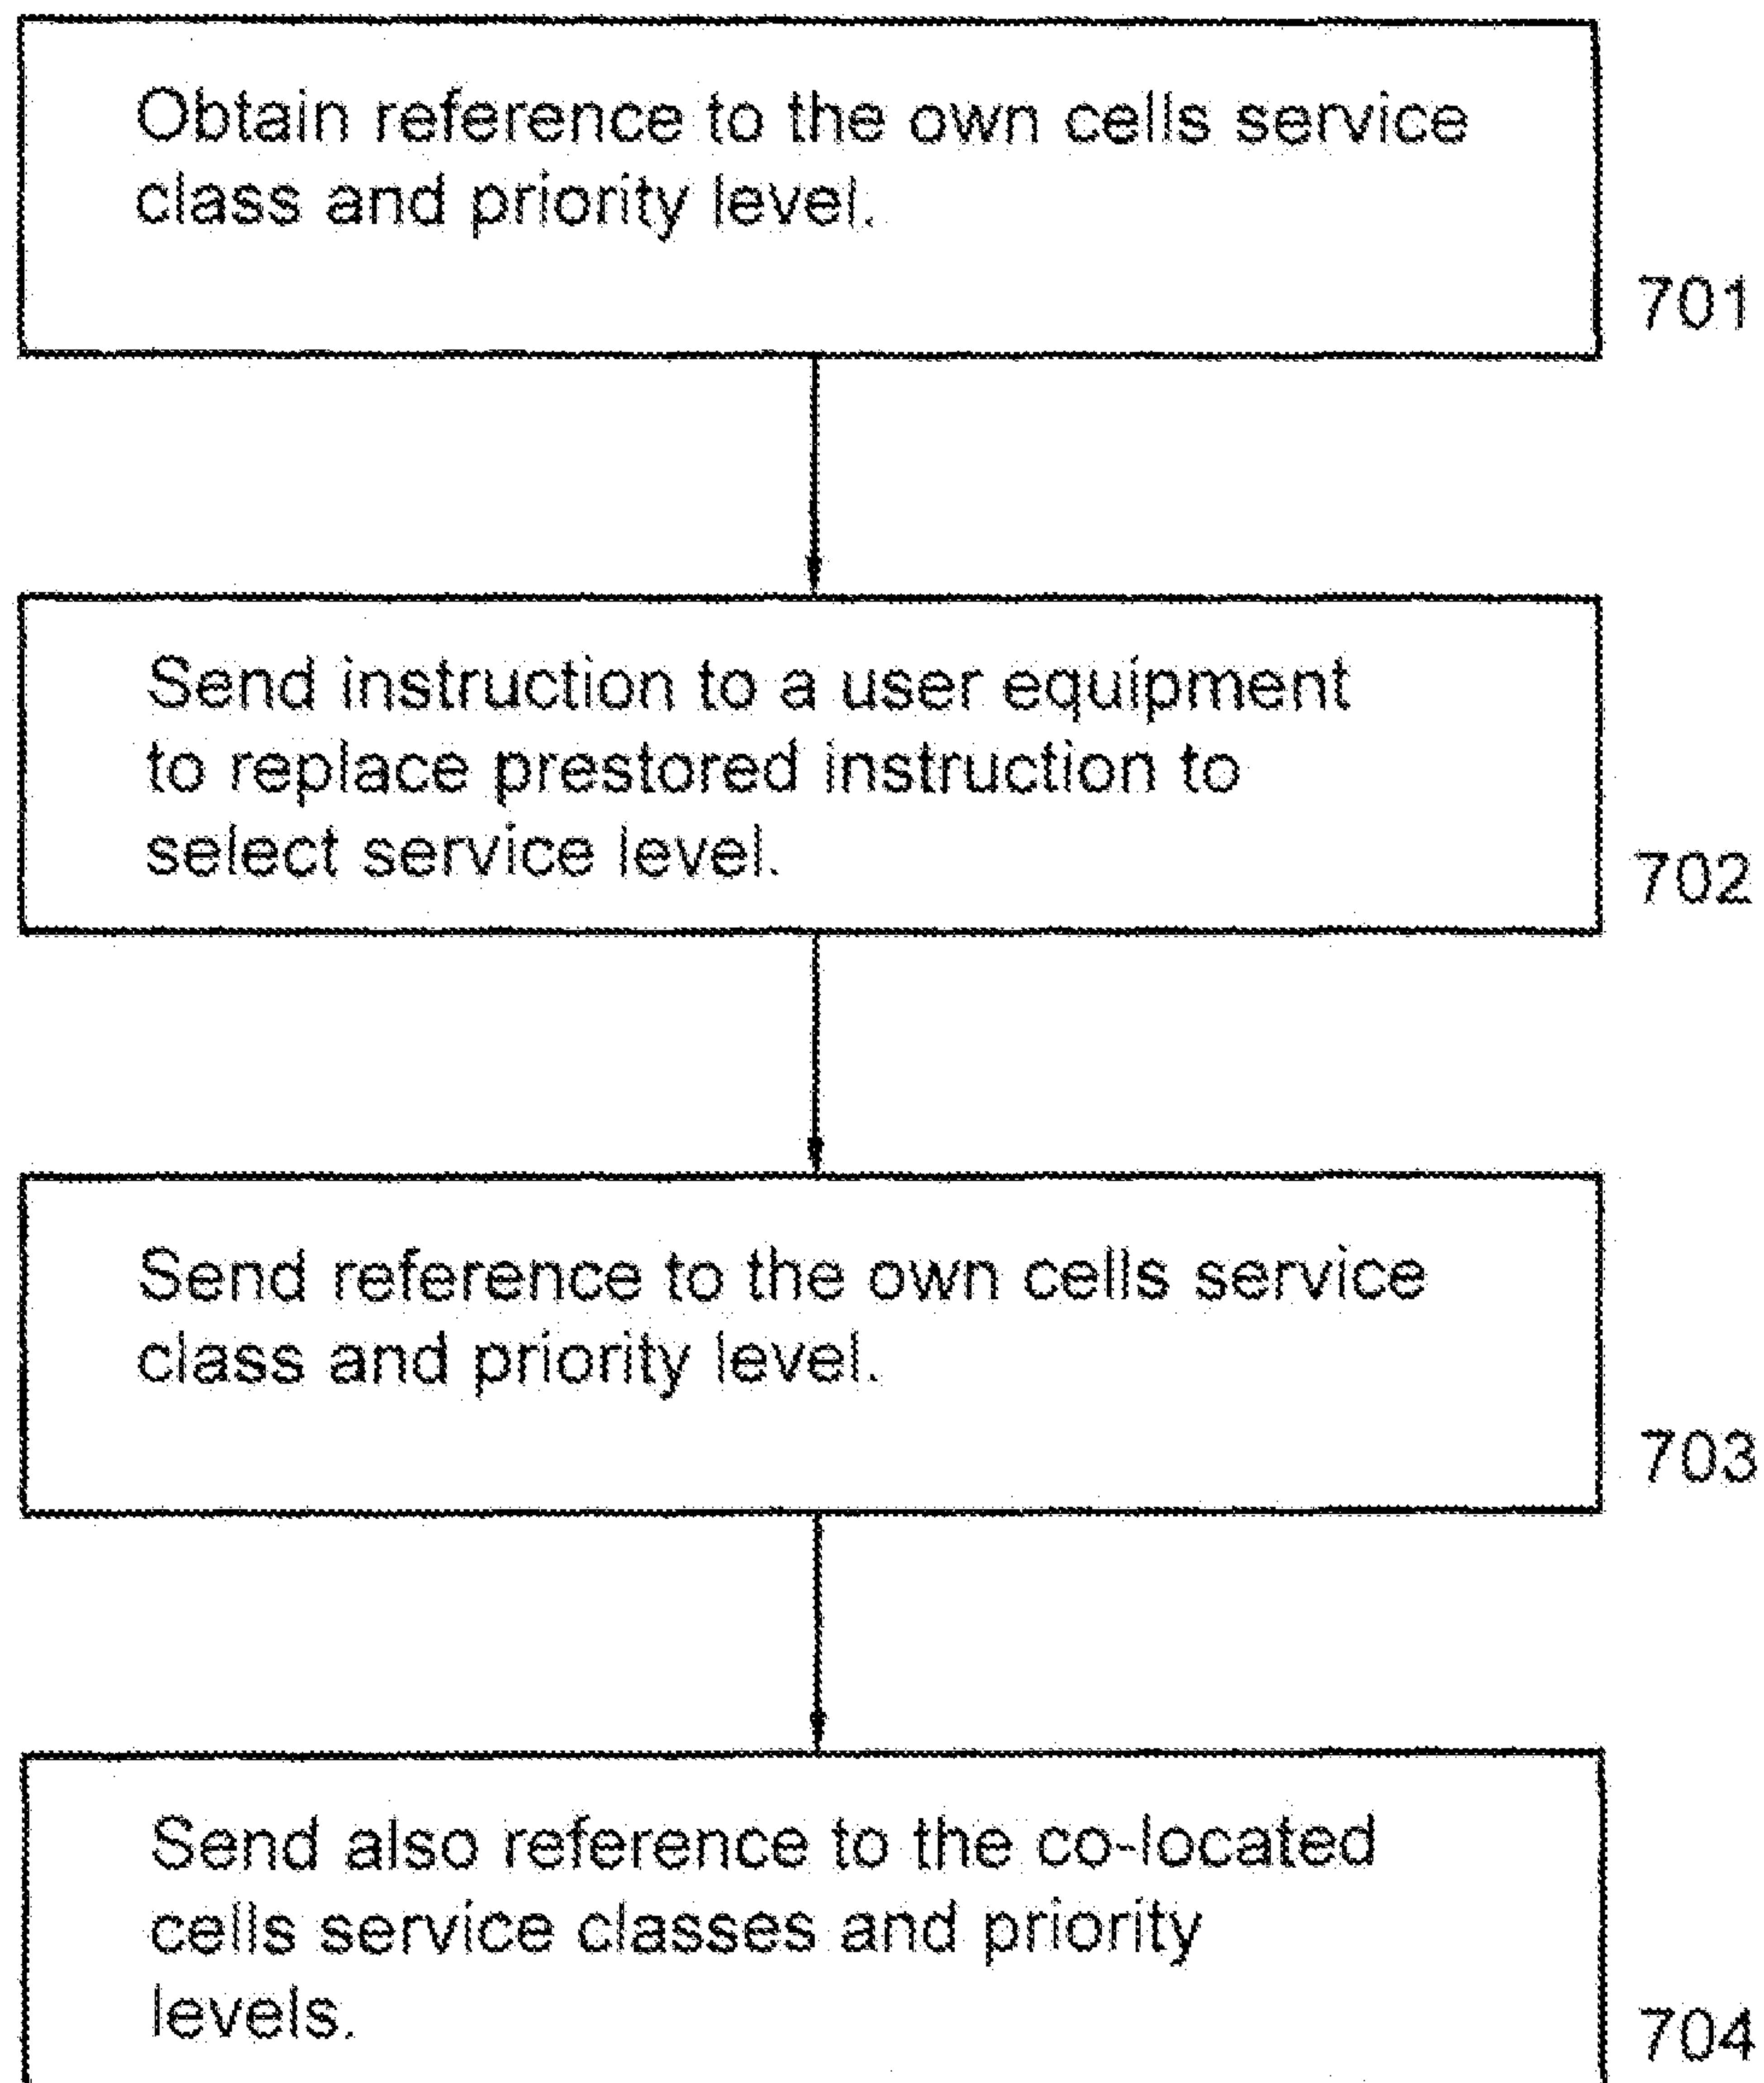 Obtain reference to the own cells service
class and priority level.
701
Send instruction to a user equipment
to replace prestored instruction to
select service level.
702
Send reference to the own cells service
class and priority level.
703
Send also reference to the co-located
cells service classes and priority
levels.
704